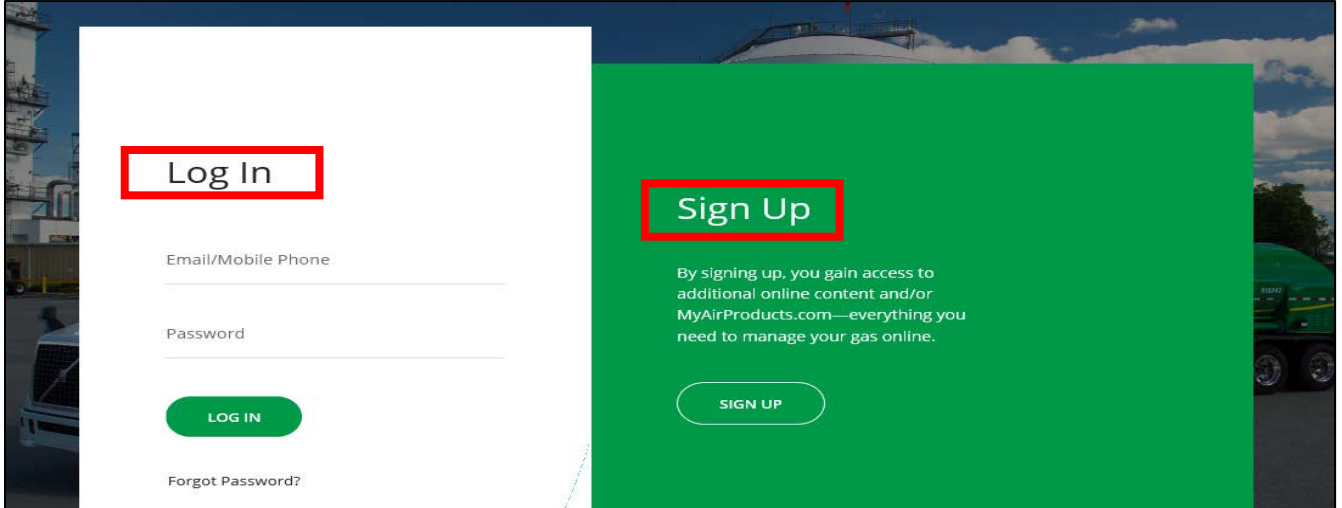 Log In
Email/Mobile Phone
Password
LOG IN
Forgot Password?
Sign Up
By signing up, you gain access to
additional online content and/or
MyAirProducts.com—everything you
need to manage your gas online.
SIGN UP